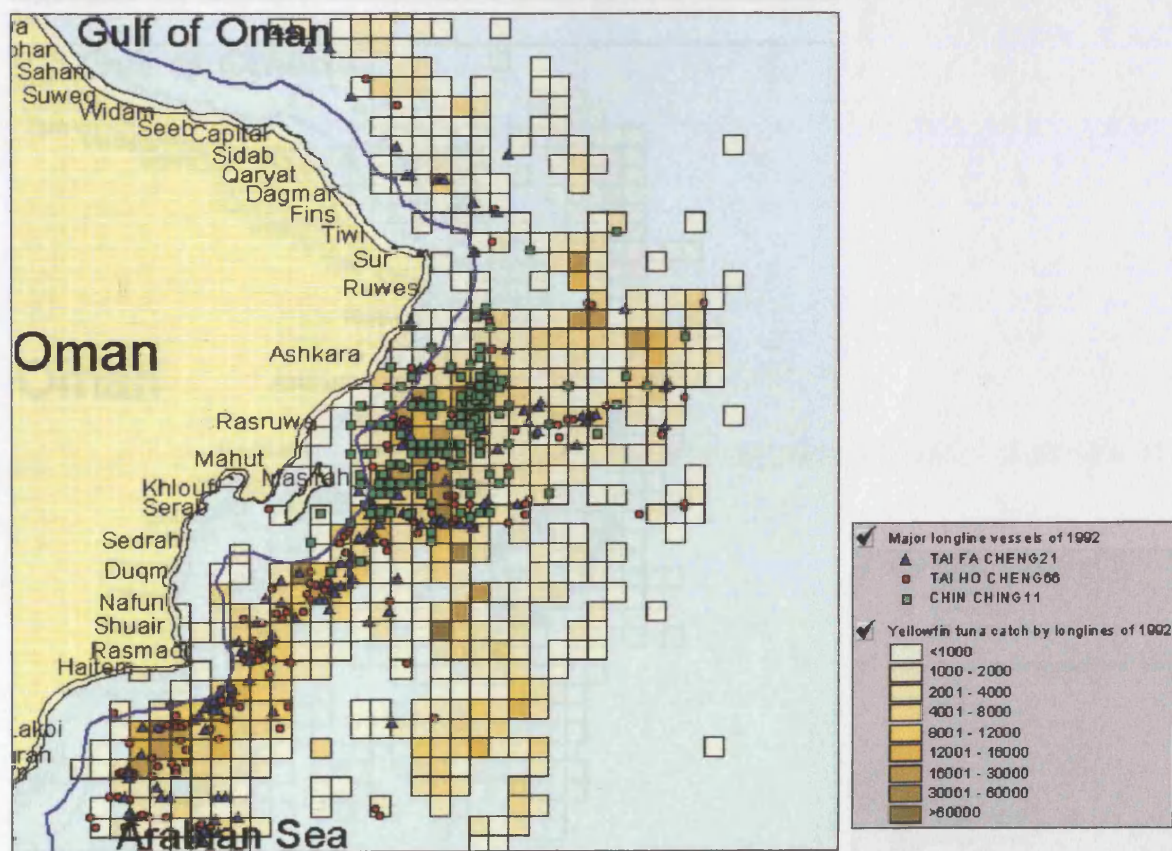 Gulf of Oman
Saham
Suweq
Widam
Seeb
Capital
Sidab
Qaryat
Dagmar
Fins
Tiwi
Sur
Ruwes
Oman
Ashkara
Rasruwe
Mahut
Masirah
Khlouf
Serab
Sedrah
Duqm
Nafun
Shuair
Rasmad
Haitem
Lakbi
Arabian Sea
Major longline vessels of 1992
TAI FA CHENG21
TAI HO CHENG66
CHIN CHING11
Yellowfin tuna catch by longlines of 1992
<1000
1000 - 2000
2001 - 4000
4001 - 8000
8001 - 12000
12001 - 16000
16001 - 30000
30001 - 60000
>60000